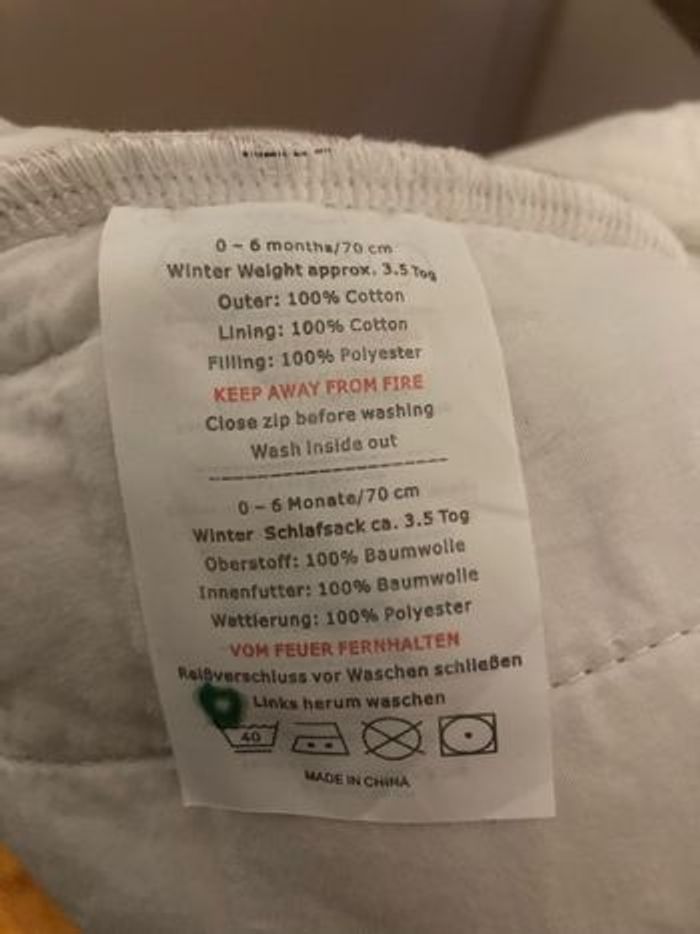 0 - 6 months/70 cm
Winter Weight approx. 3.5 Tog
Outer: 100% Cotton
Lining: 100% Cotton
Filling: 100% Polyester
KEEP AWAY FROM FIRE
Close zip before washing
Wash inside out
0 - 6 Monate/70 cm
Winter Schlafsack ca. 3.5 Tog
Oberstoff: 100% Baumwolle
Innenfutter: 100% Baumwolle
Wattierung: 100% Polyester
VOM FEUER FERNHALTEN
Reißverschluss vor Waschen schließen
Links herum waschen
40
MADE IN CHINA